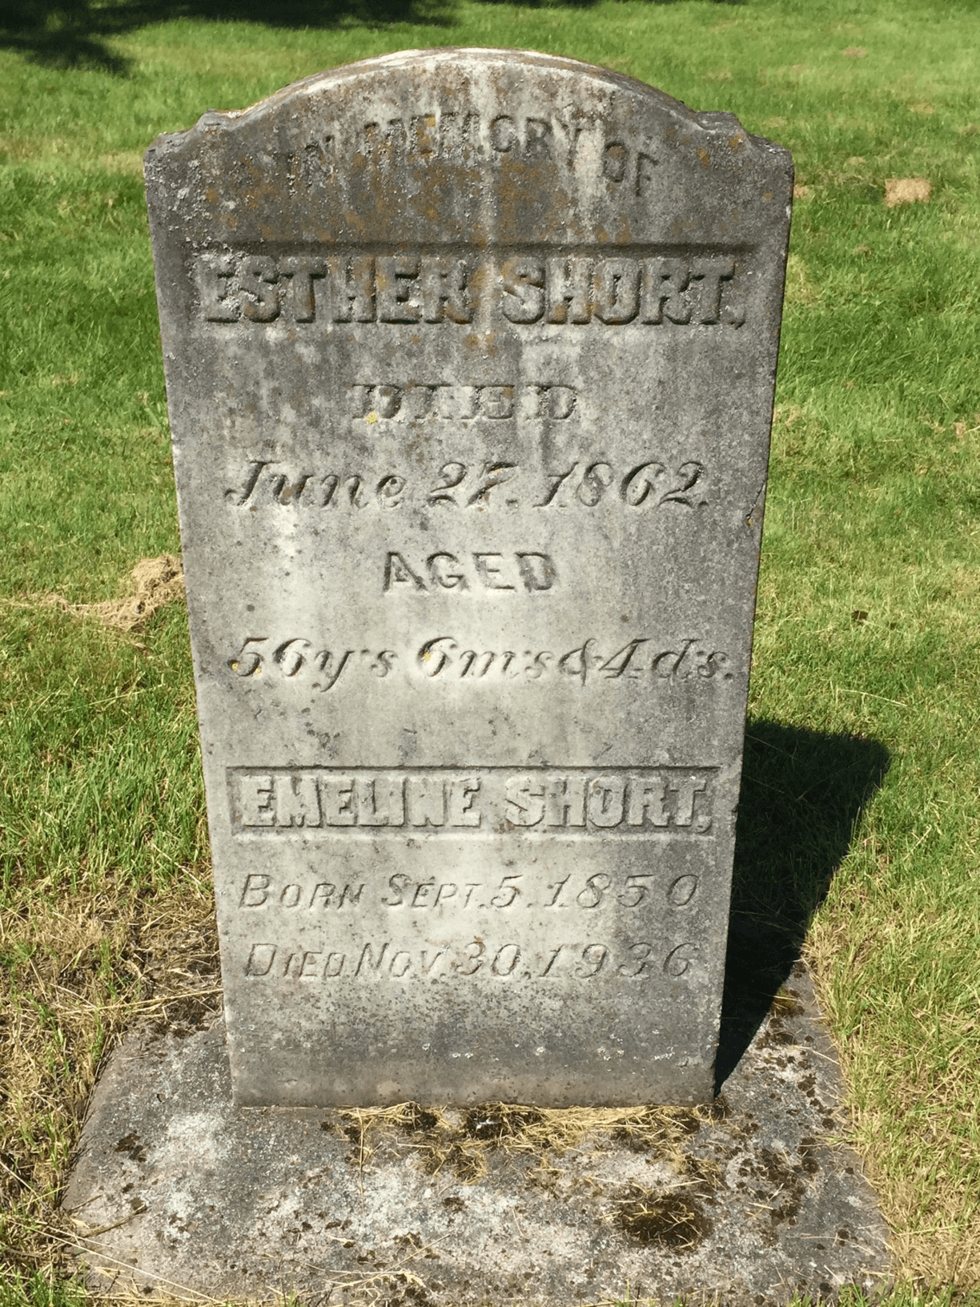 IN MEMORY OF
ESTHER SHORT,
DIED
June 27. 1862.
AGED
56y's 6m's & 4d's.
EMELINE SHORT,
BORN SEPT. 5. 1850
DIED NOV. 30, 1936